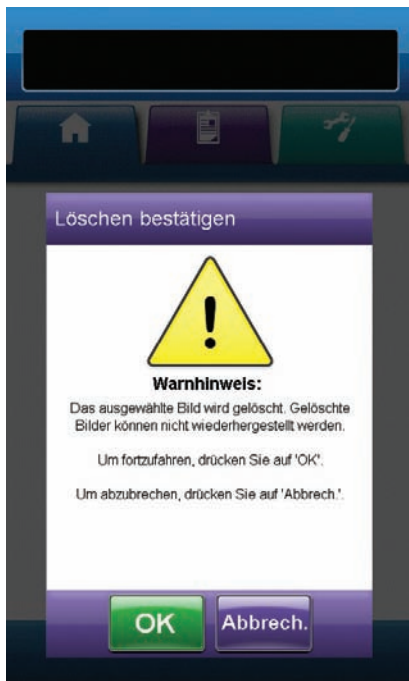 Löschen bestätigen
Warnhinweis:
Das ausgewählte Bild wird gelöscht. Gelöschte
Bilder können nicht wiederhergestellt werden.
Um fortzufahren, drücken Sie auf 'OK'.
Um abzubrechen, drücken Sie auf 'Abbrech.'.
OK Abbrech.